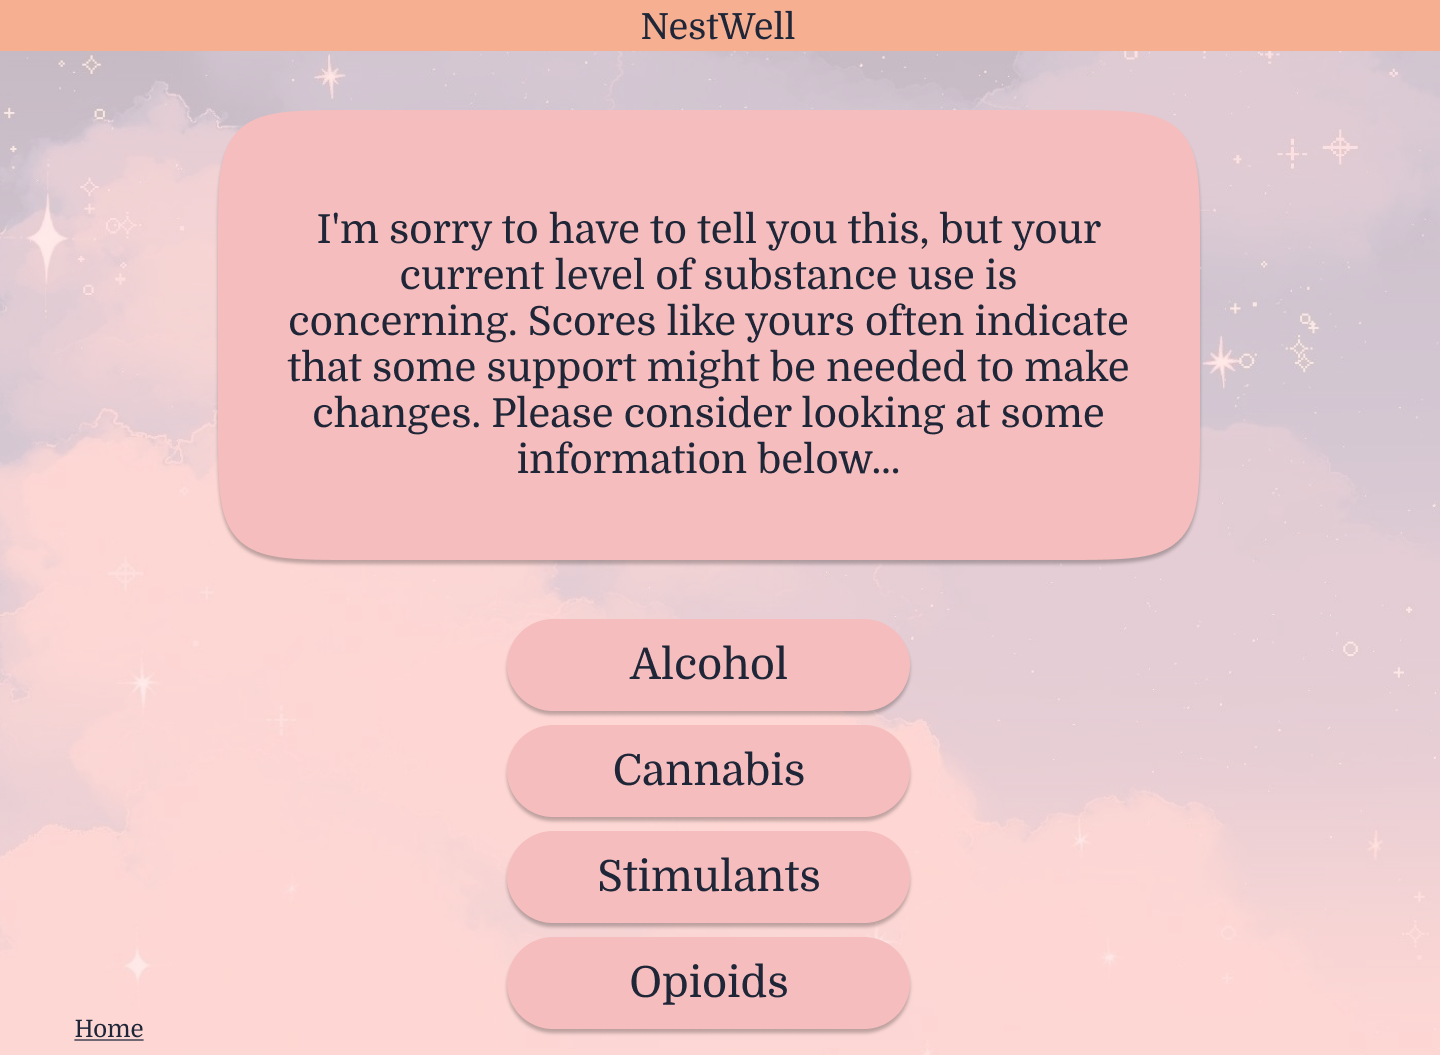 NestWell
I'm sorry to have to tell you this, but your
current level of substance use is
concerning. Scores like yours often indicate
that some support might be needed to make
changes. Please consider looking at some
information below...
Alcohol
Cannabis
Stimulants
Opioids
Home